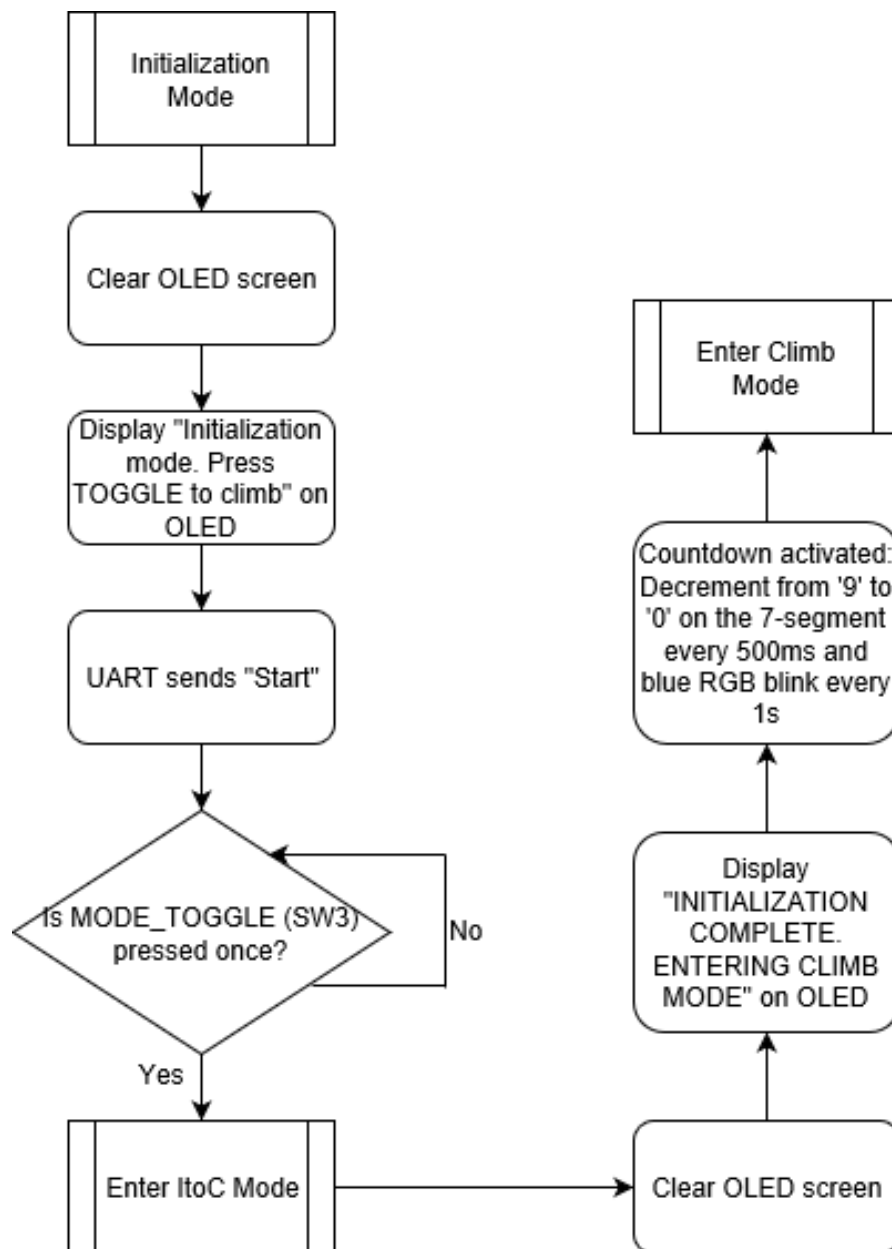 Initialization
Mode
Clear OLED screen
Display "Initialization
mode. Press
TOGGLE to climb" on
OLED
UART sends "Start"
Is MODE_TOGGLE (SW3)
pressed once?
No
Yes
Enter ItoC Mode
Clear OLED screen
Display
"INITIALIZATION
COMPLETE.
ENTERING CLIMB
MODE" on OLED
Countdown activated:
Decrement from '9' to
'0' on the 7-segment
every 500ms and
blue RGB blink every
1s
Enter Climb
Mode